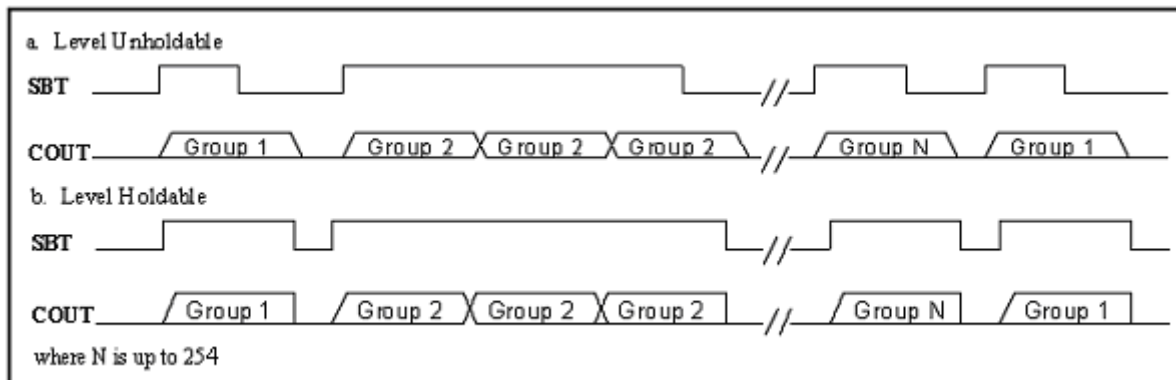 a. Level Unholdable
SBT
//
COUT
Group 1 Group 2 Group 2 Group 2 // Group N Group 1
b. Level Holdable
SBT
//
COUT
Group 1 Group 2 Group 2 Group 2 // Group N Group 1
where N is up to 254